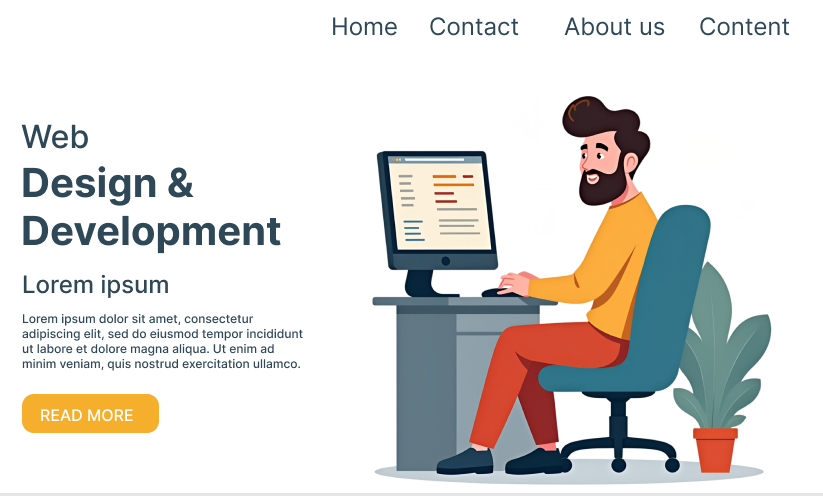 Home Contact About us Content
Web
Design &
Development
Lorem ipsum
Lorem ipsum dolor sit amet, consectetur
adipiscing elit, sed do eiusmod tempor incididunt
ut labore et dolore magna aliqua. Ut enim ad
minim veniam, quis nostrud exercitation ullamco.
READ MORE